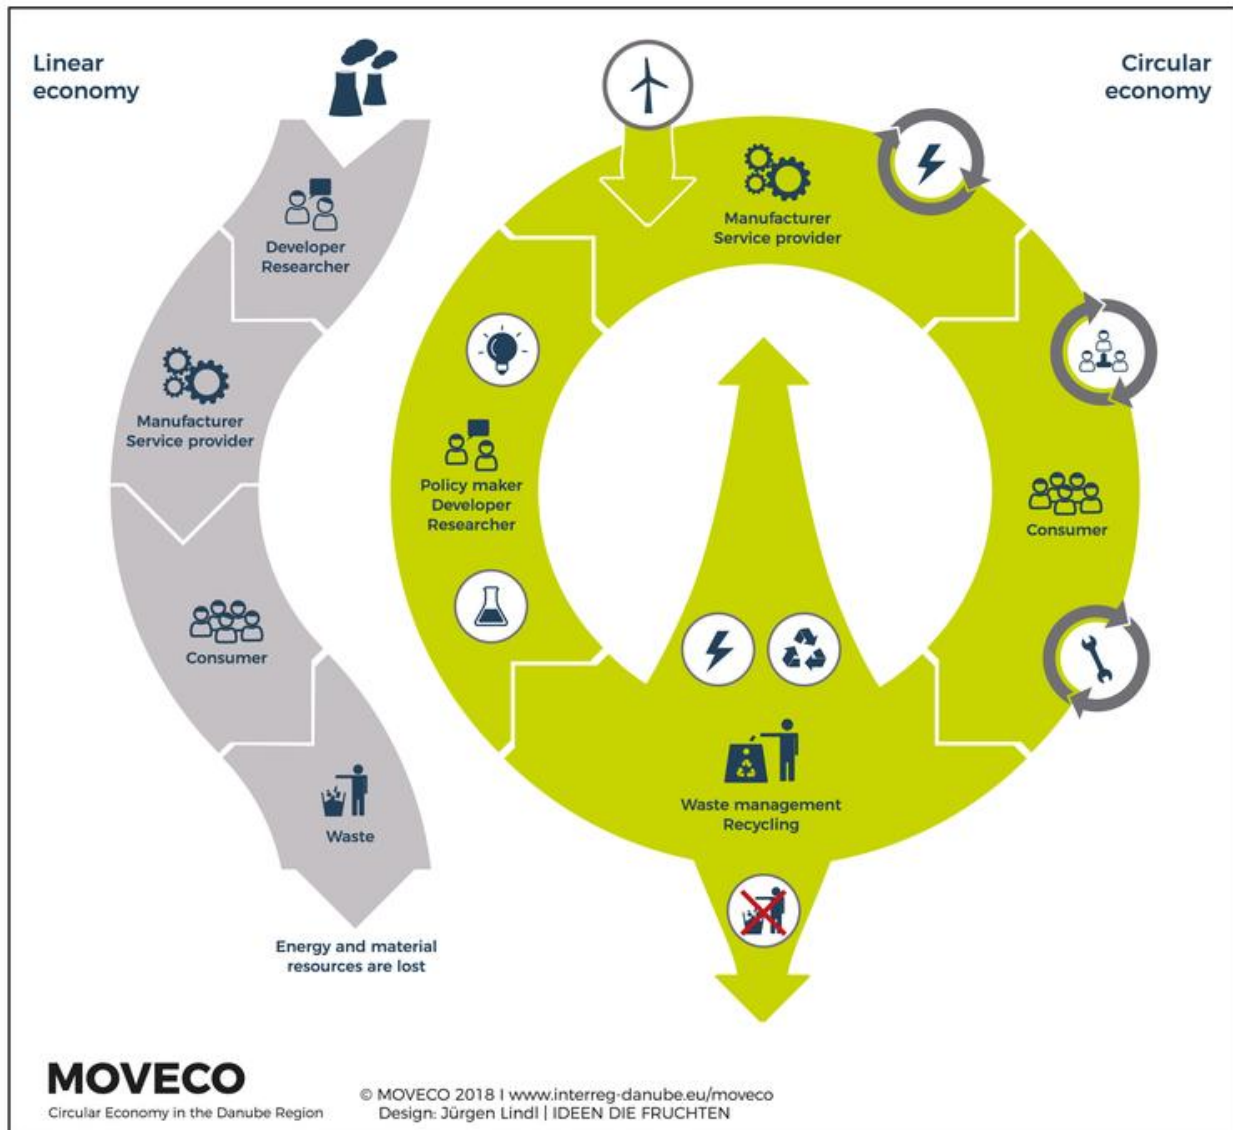 Linear
economy
Developer
Researcher
Manufacturer
Service provider
Consumer
Waste
Energy and material
resources are lost
Circular
economy
Manufacturer
Service provider
Policy maker
Developer
Researcher
Consumer
Waste management
Recycling
MOVECO
Circular Economy in the Danube Region
© MOVECO 2018 I www.interreg-danube.eu/moveco
Design: Jürgen Lindl | IDEEN DIE FRUCHTEN